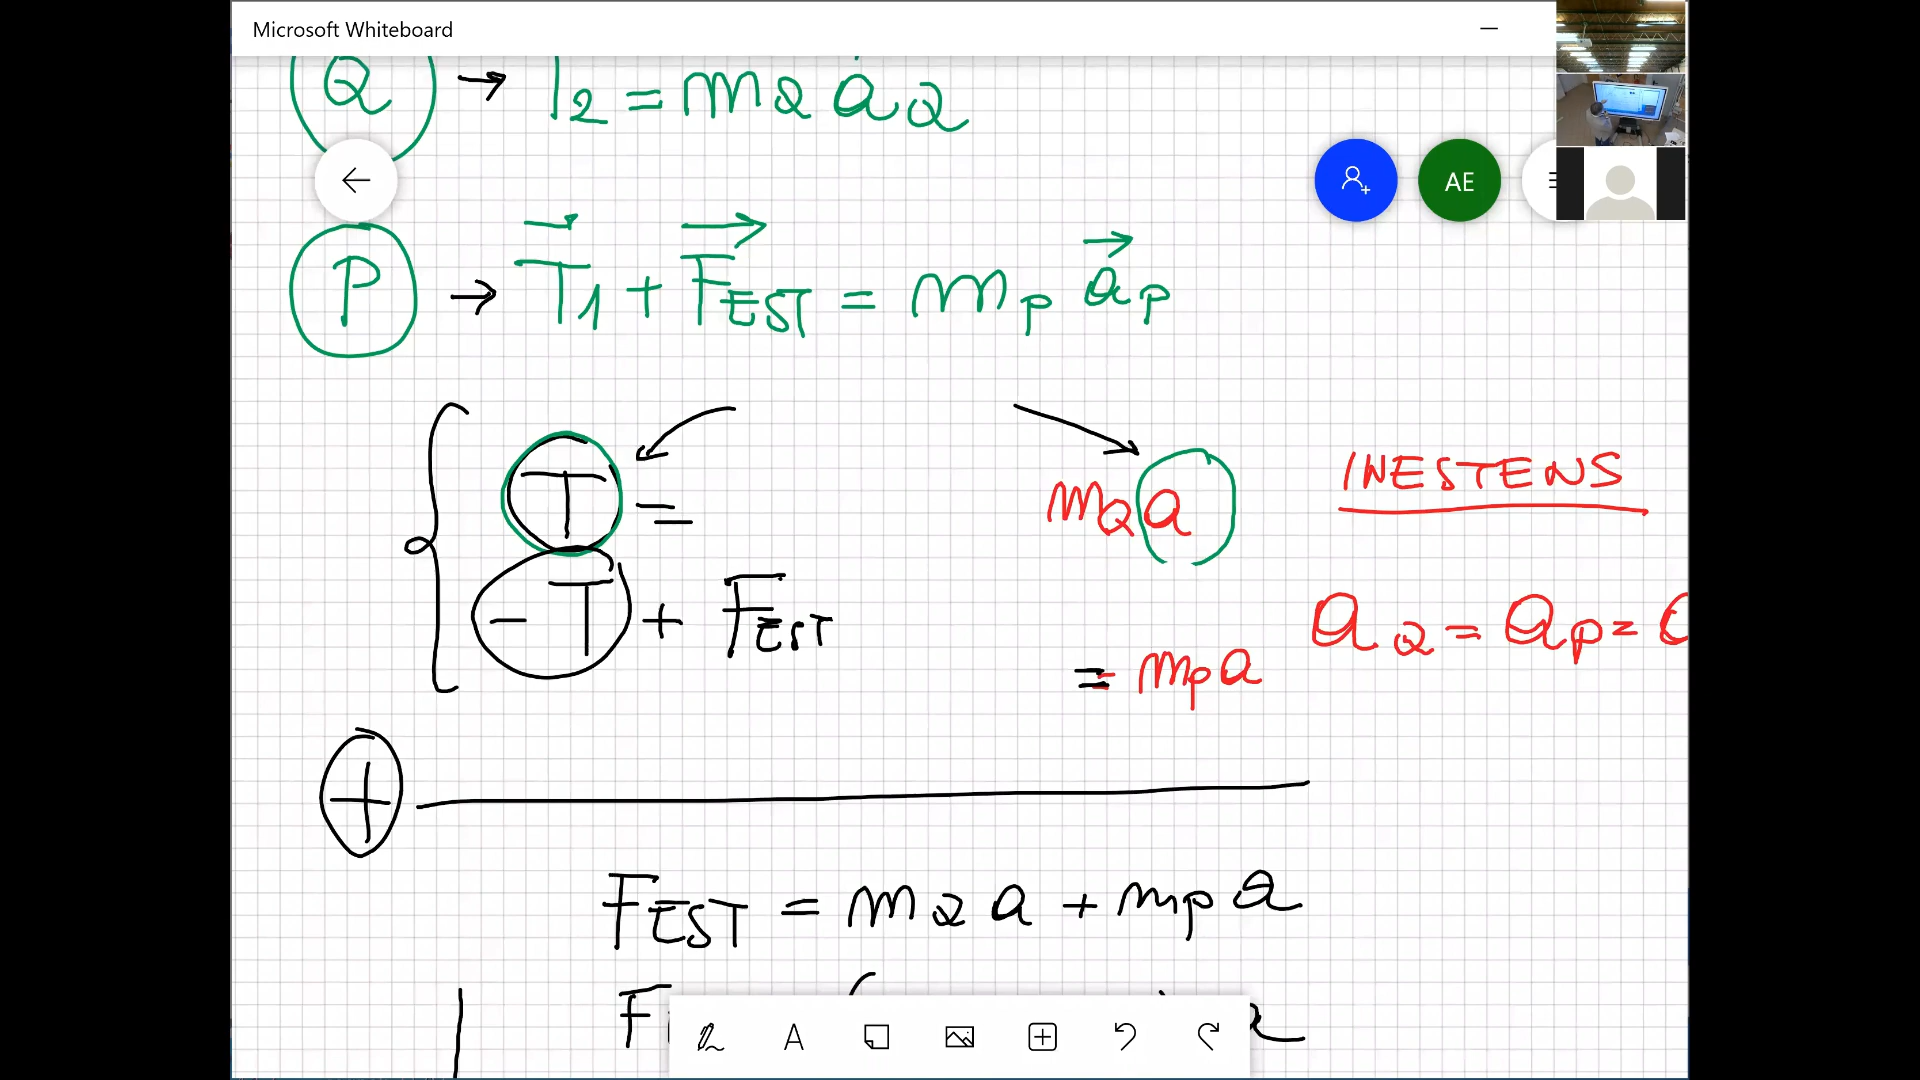 Microsoft Whiteboard
Q → T2 = mQ aQ
AE
P → T1 + FEST = mP aP
T = mQ a
INESTENS
- T + FEST = mP a
aQ = aP =
+
FEST = mQ a + mP a
F
A